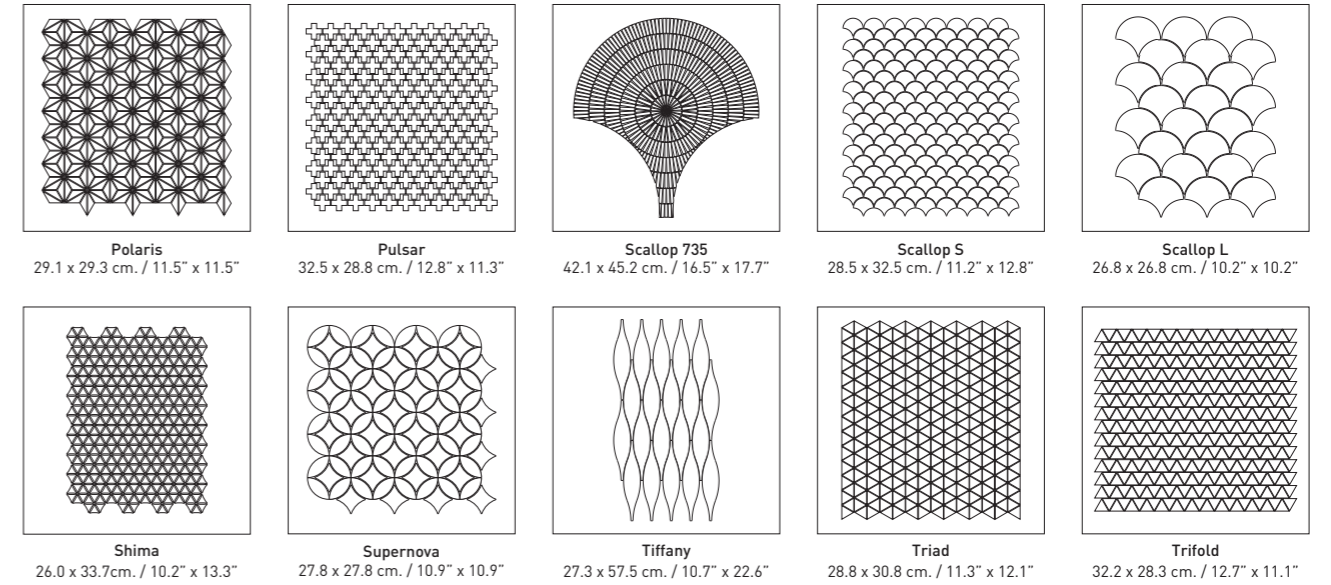 Polaris
29.1 x 29.3 cm. / 11.5” x 11.5”
Pulsar
32.5 x 28.8 cm. / 12.8” x 11.3”
Scallop 735
42.1 x 45.2 cm. / 16.5” x 17.7”
Scallop S
28.5 x 32.5 cm. / 11.2” x 12.8”
Scallop L
26.8 x 26.8 cm. / 10.2” x 10.2”
Shima
26.0 x 33.7cm. / 10.2” x 13.3”
Supernova
27.8 x 27.8 cm. / 10.9” x 10.9”
Tiffany
27.3 x 57.5 cm. / 10.7” x 22.6”
Triad
28.8 x 30.8 cm. / 11.3” x 12.1”
Trifold
32.2 x 28.3 cm. / 12.7” x 11.1”